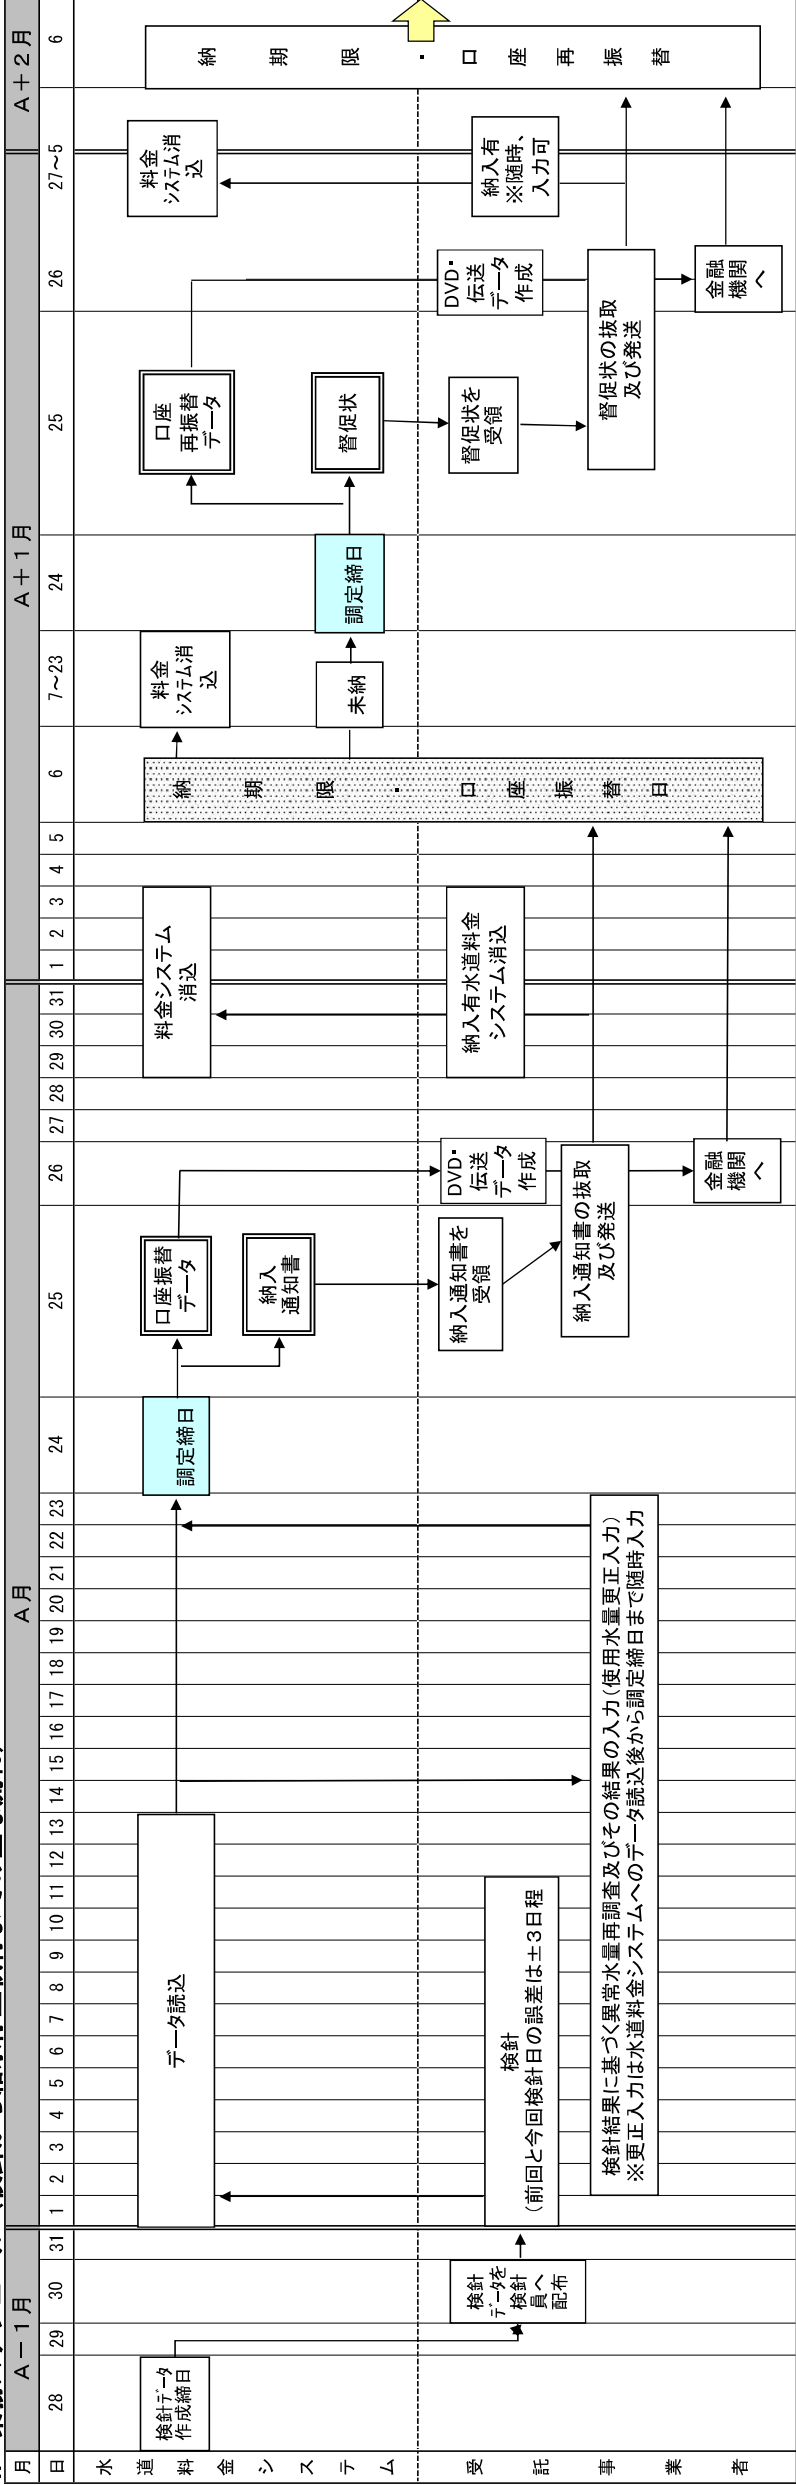 月
A－1月
A月
A＋1月
A＋2月
日
28
29
30
31
1
2
3
4
5
6
7
8
9
10
11
12
13
14
15
16
17
18
19
20
21
22
23
24
25
26
27
28
29
30
31
1
2
3
4
5
6
7～23
24
25
26
27～5
6
水道料金システム
検針データ
作成締日
データ読込
調定締日
口座振替
データ
納入
通知書
料金システム
消込
料金
システム消
込
未納
調定締日
口座
再振替
データ
督促状
料金
システム消
込
納期限・口座振替日
納期限・口座再振替
受託事業者
検針
データを
検針
員へ
配布
検針
（前回と今回検針日の誤差は±3日程
検針結果に基づく異常水量再調査及びその結果の入力（使用水量更正入力）
※更正入力は水道料金システムへのデータ読込後から調定締日まで随時入力
納入通知書を
受領
DVD・
伝送
データ
作成
納入通知書の抜取
及び発送
金融
機関
へ
納入有水道料金
システム消込
督促状を
受領
DVD・
伝送
データ
作成
督促状の抜取
及び発送
金融
機関
へ
納入有
※随時、
入力可